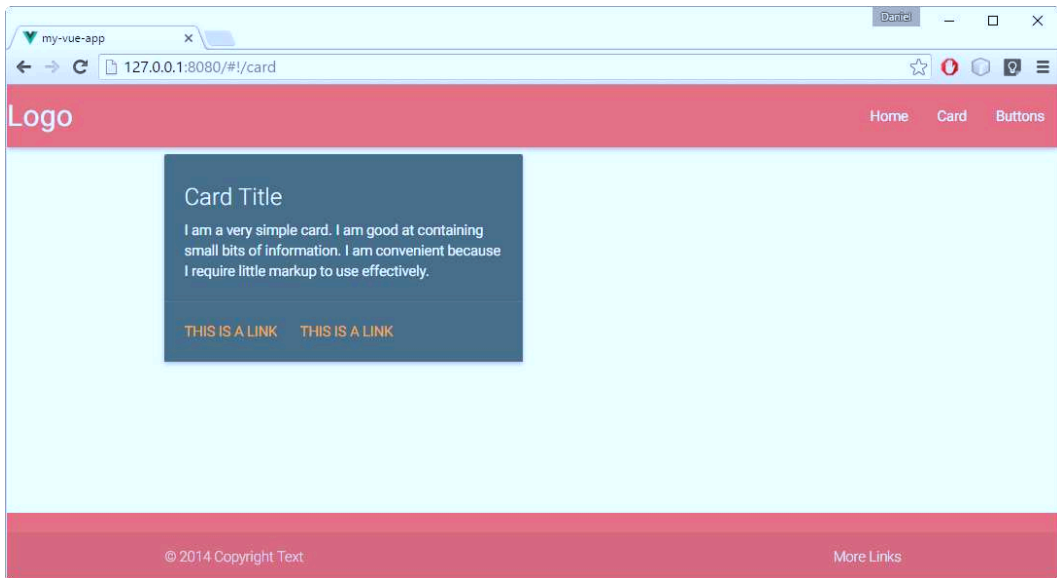 Daniel
my-vue-app
127.0.0.1:8080/#!/card
Logo
Home Card Buttons
Card Title
I am a very simple card. I am good at containing
small bits of information. I am convenient because
I require little markup to use effectively.
THIS IS A LINK THIS IS A LINK
© 2014 Copyright Text More Links